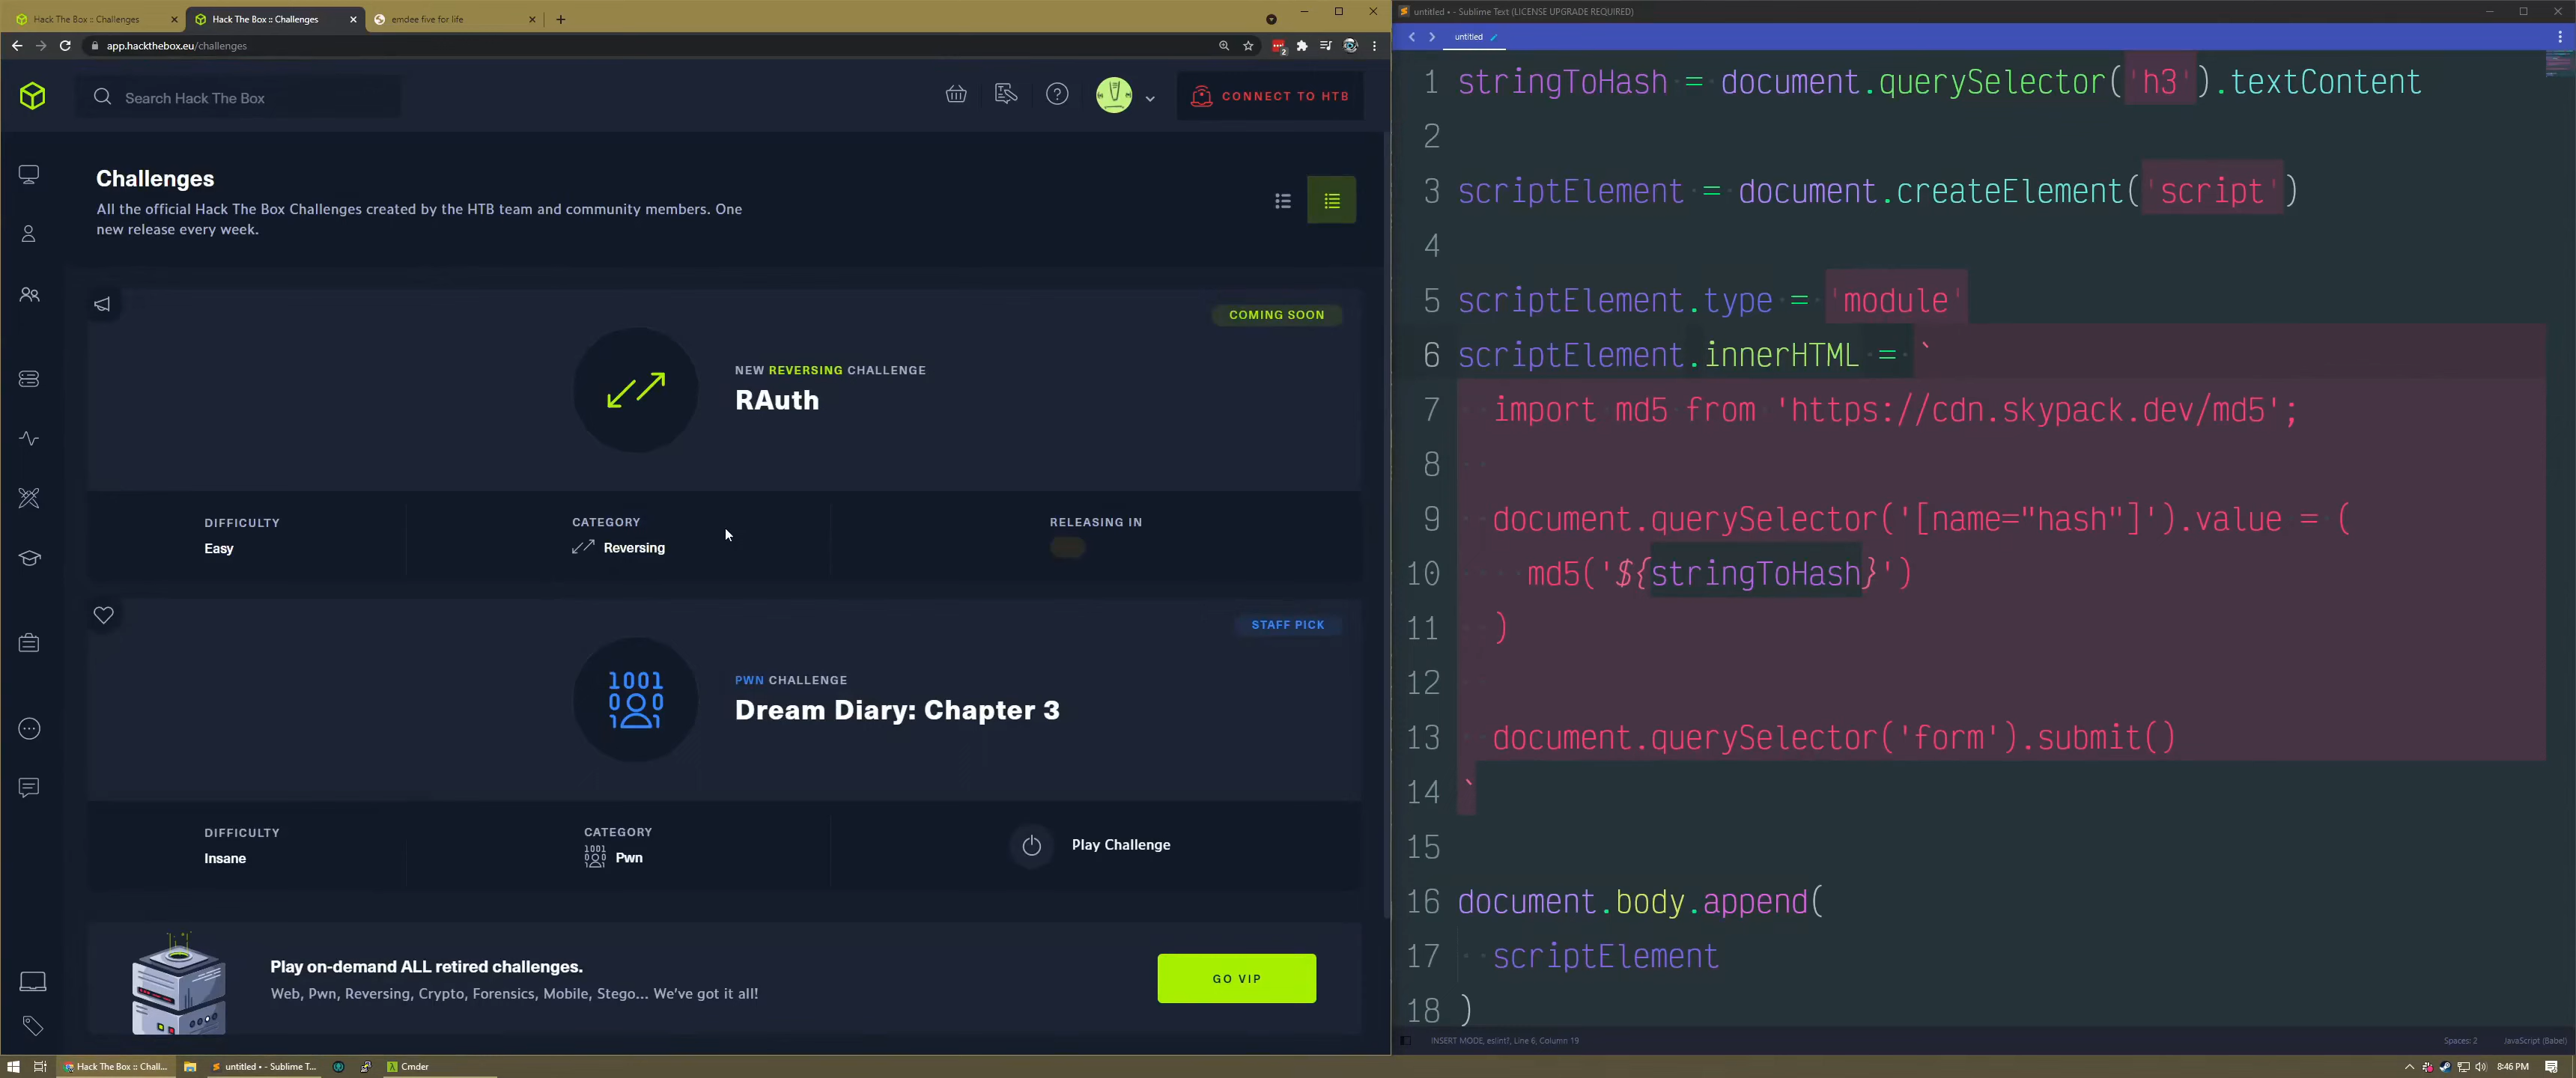 Hack The Box :: Challenges
Hack The Box :: Challenges
emdee five for life
app.hackthebox.eu/challenges
2
Search Hack The Box
CONNECT TO HTB
Challenges
All the official Hack The Box Challenges created by the HTB team and community members. One
new release every week.
COMING SOON
NEW REVERSING CHALLENGE
RAuth
DIFFICULTY
Easy
CATEGORY
Reversing
RELEASING IN
STAFF PICK
1001
0 0
0 0
PWN CHALLENGE
Dream Diary: Chapter 3
DIFFICULTY
Insane
CATEGORY
Pwn
Play Challenge
Play on-demand ALL retired challenges.
Web, Pwn, Reversing, Crypto, Forensics, Mobile, Stego... We've got it all!
GO VIP
untitled • - Sublime Text (LICENSE UPGRADE REQUIRED)
untitled
1 stringToHash = document.querySelector('h3').textContent
2
3 scriptElement = document.createElement('script')
4
5 scriptElement.type = 'module'
6 scriptElement.innerHTML = `
7 import md5 from 'https://cdn.skypack.dev/md5';
8
9 document.querySelector('[name="hash"]').value = (
10 md5('${stringToHash}')
11 )
12
13 document.querySelector('form').submit()
14 `
15
16 document.body.append(
17 scriptElement
18 )
INSERT MODE, eslint?, Line 6, Column 19
Spaces: 2
JavaScript (Babel)
Hack The Box :: Chall...
untitled • - Sublime T...
Cmder
8:46 PM